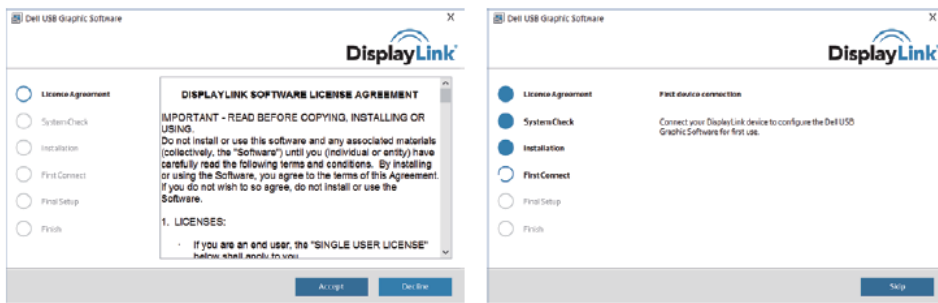 Dell USB Graphic Software
X
DisplayLink
Licence Agreement
System Check
Installation
First Connect
Final Setup
Finish
DISPLAYLINK SOFTWARE LICENSE AGREEMENT
IMPORTANT - READ BEFORE COPYING, INSTALLING OR
USING.
Do not install or use this software and any associated materials
(collectively, the "Software") until you (individual or entity) have
carefully read the following terms and conditions. By installing
or using the Software, you agree to the terms of this Agreement.
If you do not wish to so agree, do not install or use the
Software.
1. LICENSES:
· If you are an end user, the "SINGLE USER LICENSE"
below shall apply to you
Accept
Decline
Dell USB Graphic Software
X
DisplayLink
Licence Agreement
System Check
Installation
First Connect
Final Setup
Finish
First device connection
Connect your DisplayLink device to configure the Dell USB
Graphic Software for first use.
Skip